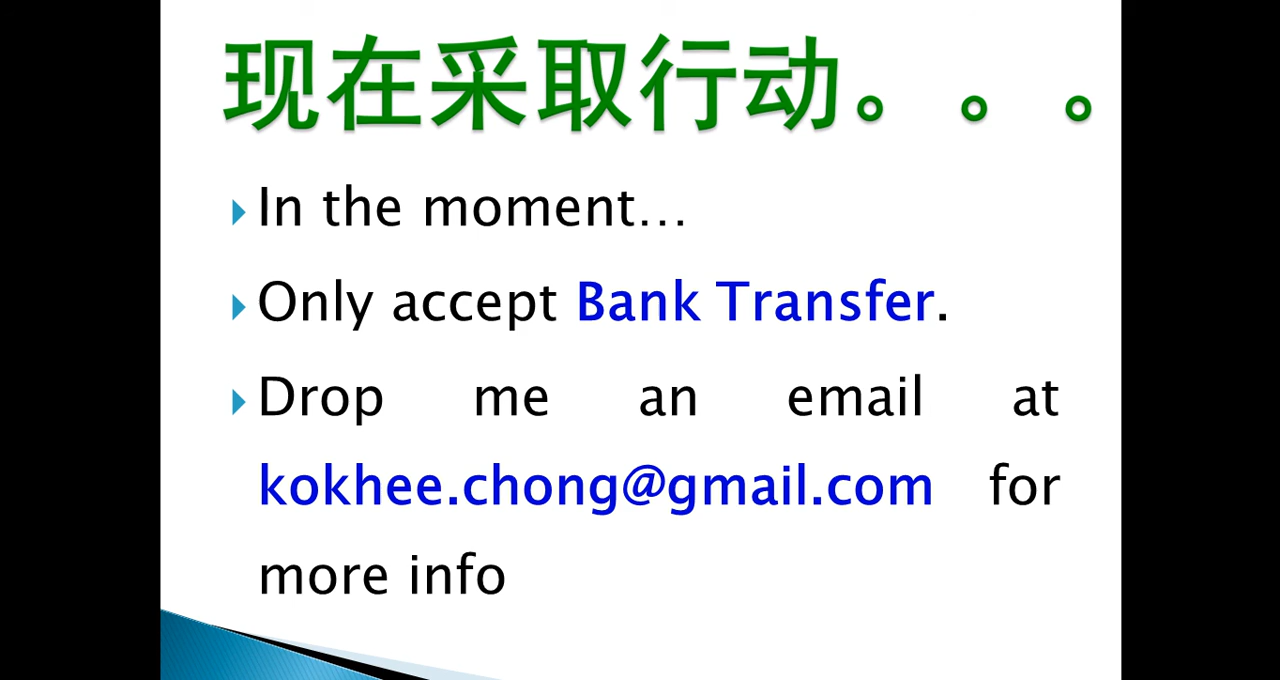 现在采取行动。。。
In the moment…
Only accept Bank Transfer.
Drop me an email at
kokhee.chong@gmail.com for
more info